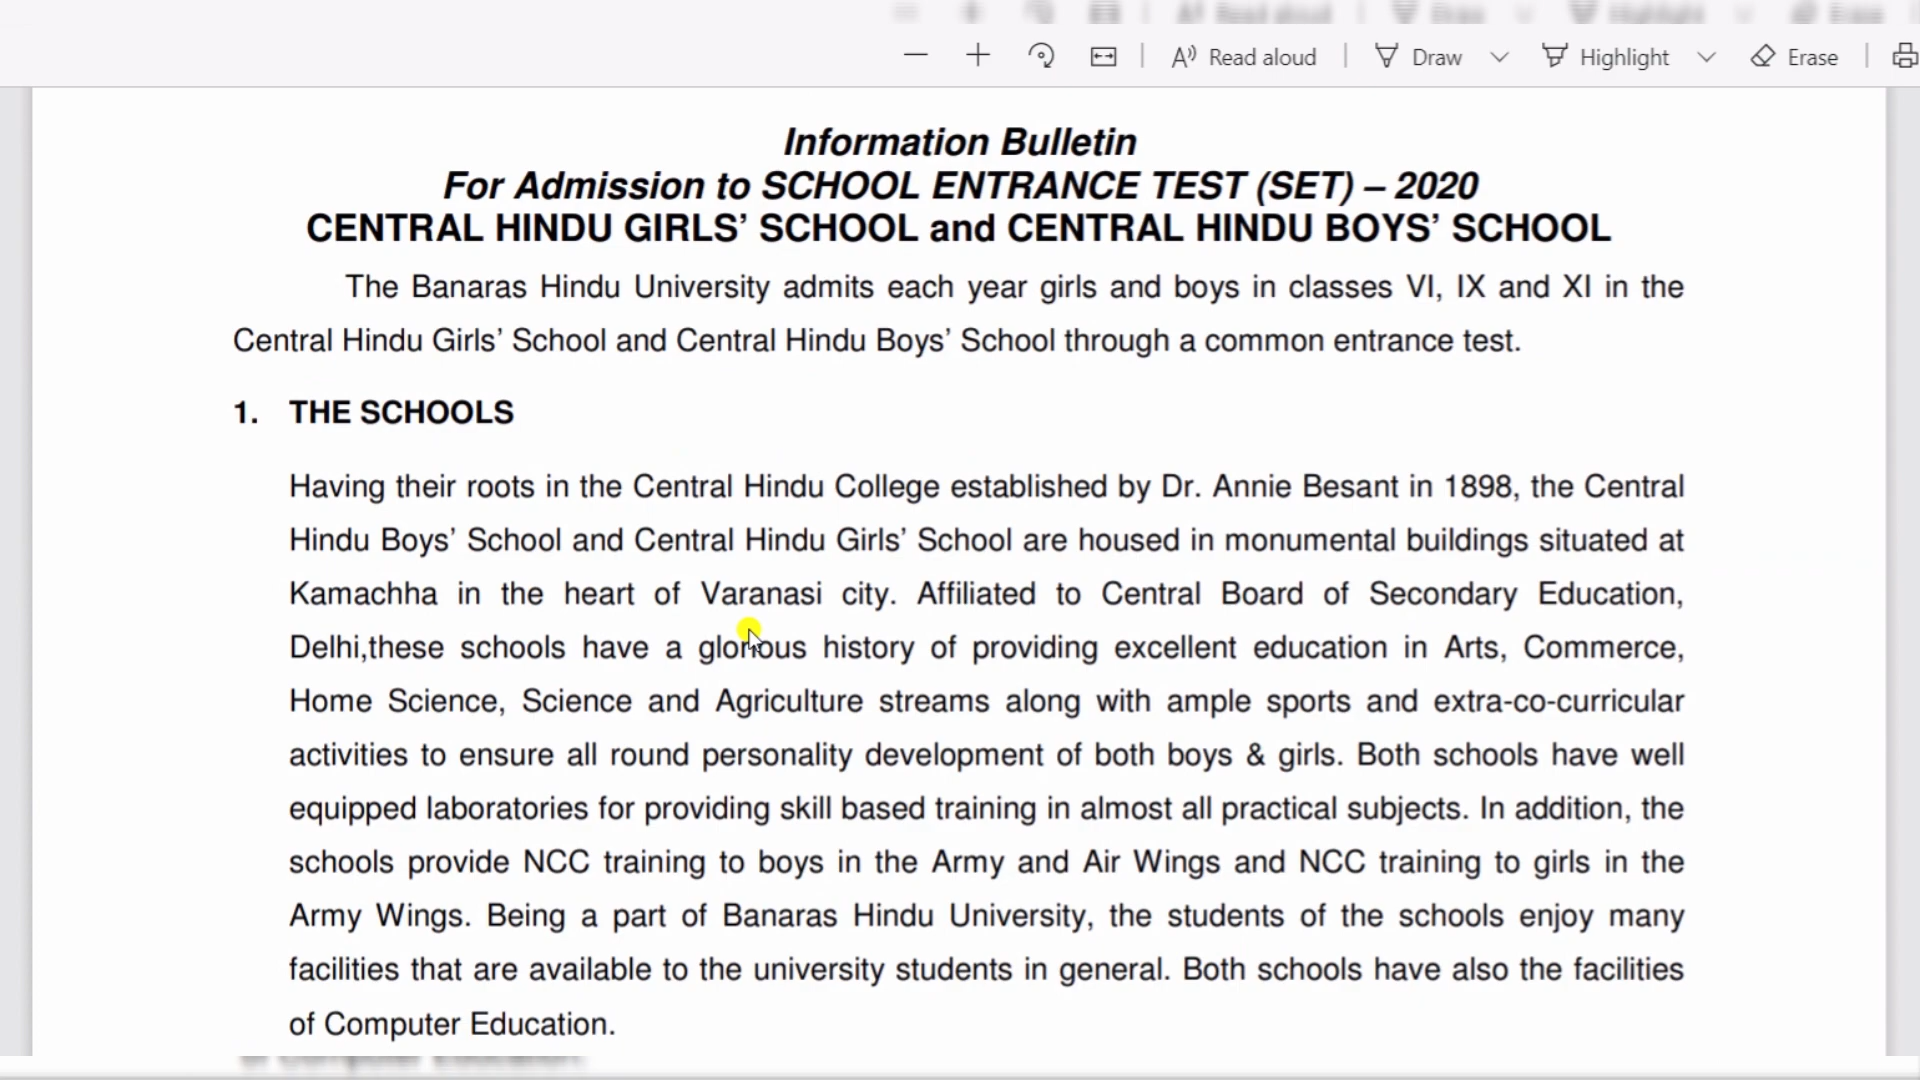 Read aloud Draw Highlight Erase
Information Bulletin
For Admission to SCHOOL ENTRANCE TEST (SET) – 2020
CENTRAL HINDU GIRLS’ SCHOOL and CENTRAL HINDU BOYS’ SCHOOL
The Banaras Hindu University admits each year girls and boys in classes VI, IX and XI in the
Central Hindu Girls’ School and Central Hindu Boys’ School through a common entrance test.
1. THE SCHOOLS
Having their roots in the Central Hindu College established by Dr. Annie Besant in 1898, the Central
Hindu Boys’ School and Central Hindu Girls’ School are housed in monumental buildings situated at
Kamachha in the heart of Varanasi city. Affiliated to Central Board of Secondary Education,
Delhi,these schools have a glorious history of providing excellent education in Arts, Commerce,
Home Science, Science and Agriculture streams along with ample sports and extra-co-curricular
activities to ensure all round personality development of both boys & girls. Both schools have well
equipped laboratories for providing skill based training in almost all practical subjects. In addition, the
schools provide NCC training to boys in the Army and Air Wings and NCC training to girls in the
Army Wings. Being a part of Banaras Hindu University, the students of the schools enjoy many
facilities that are available to the university students in general. Both schools have also the facilities
of Computer Education.